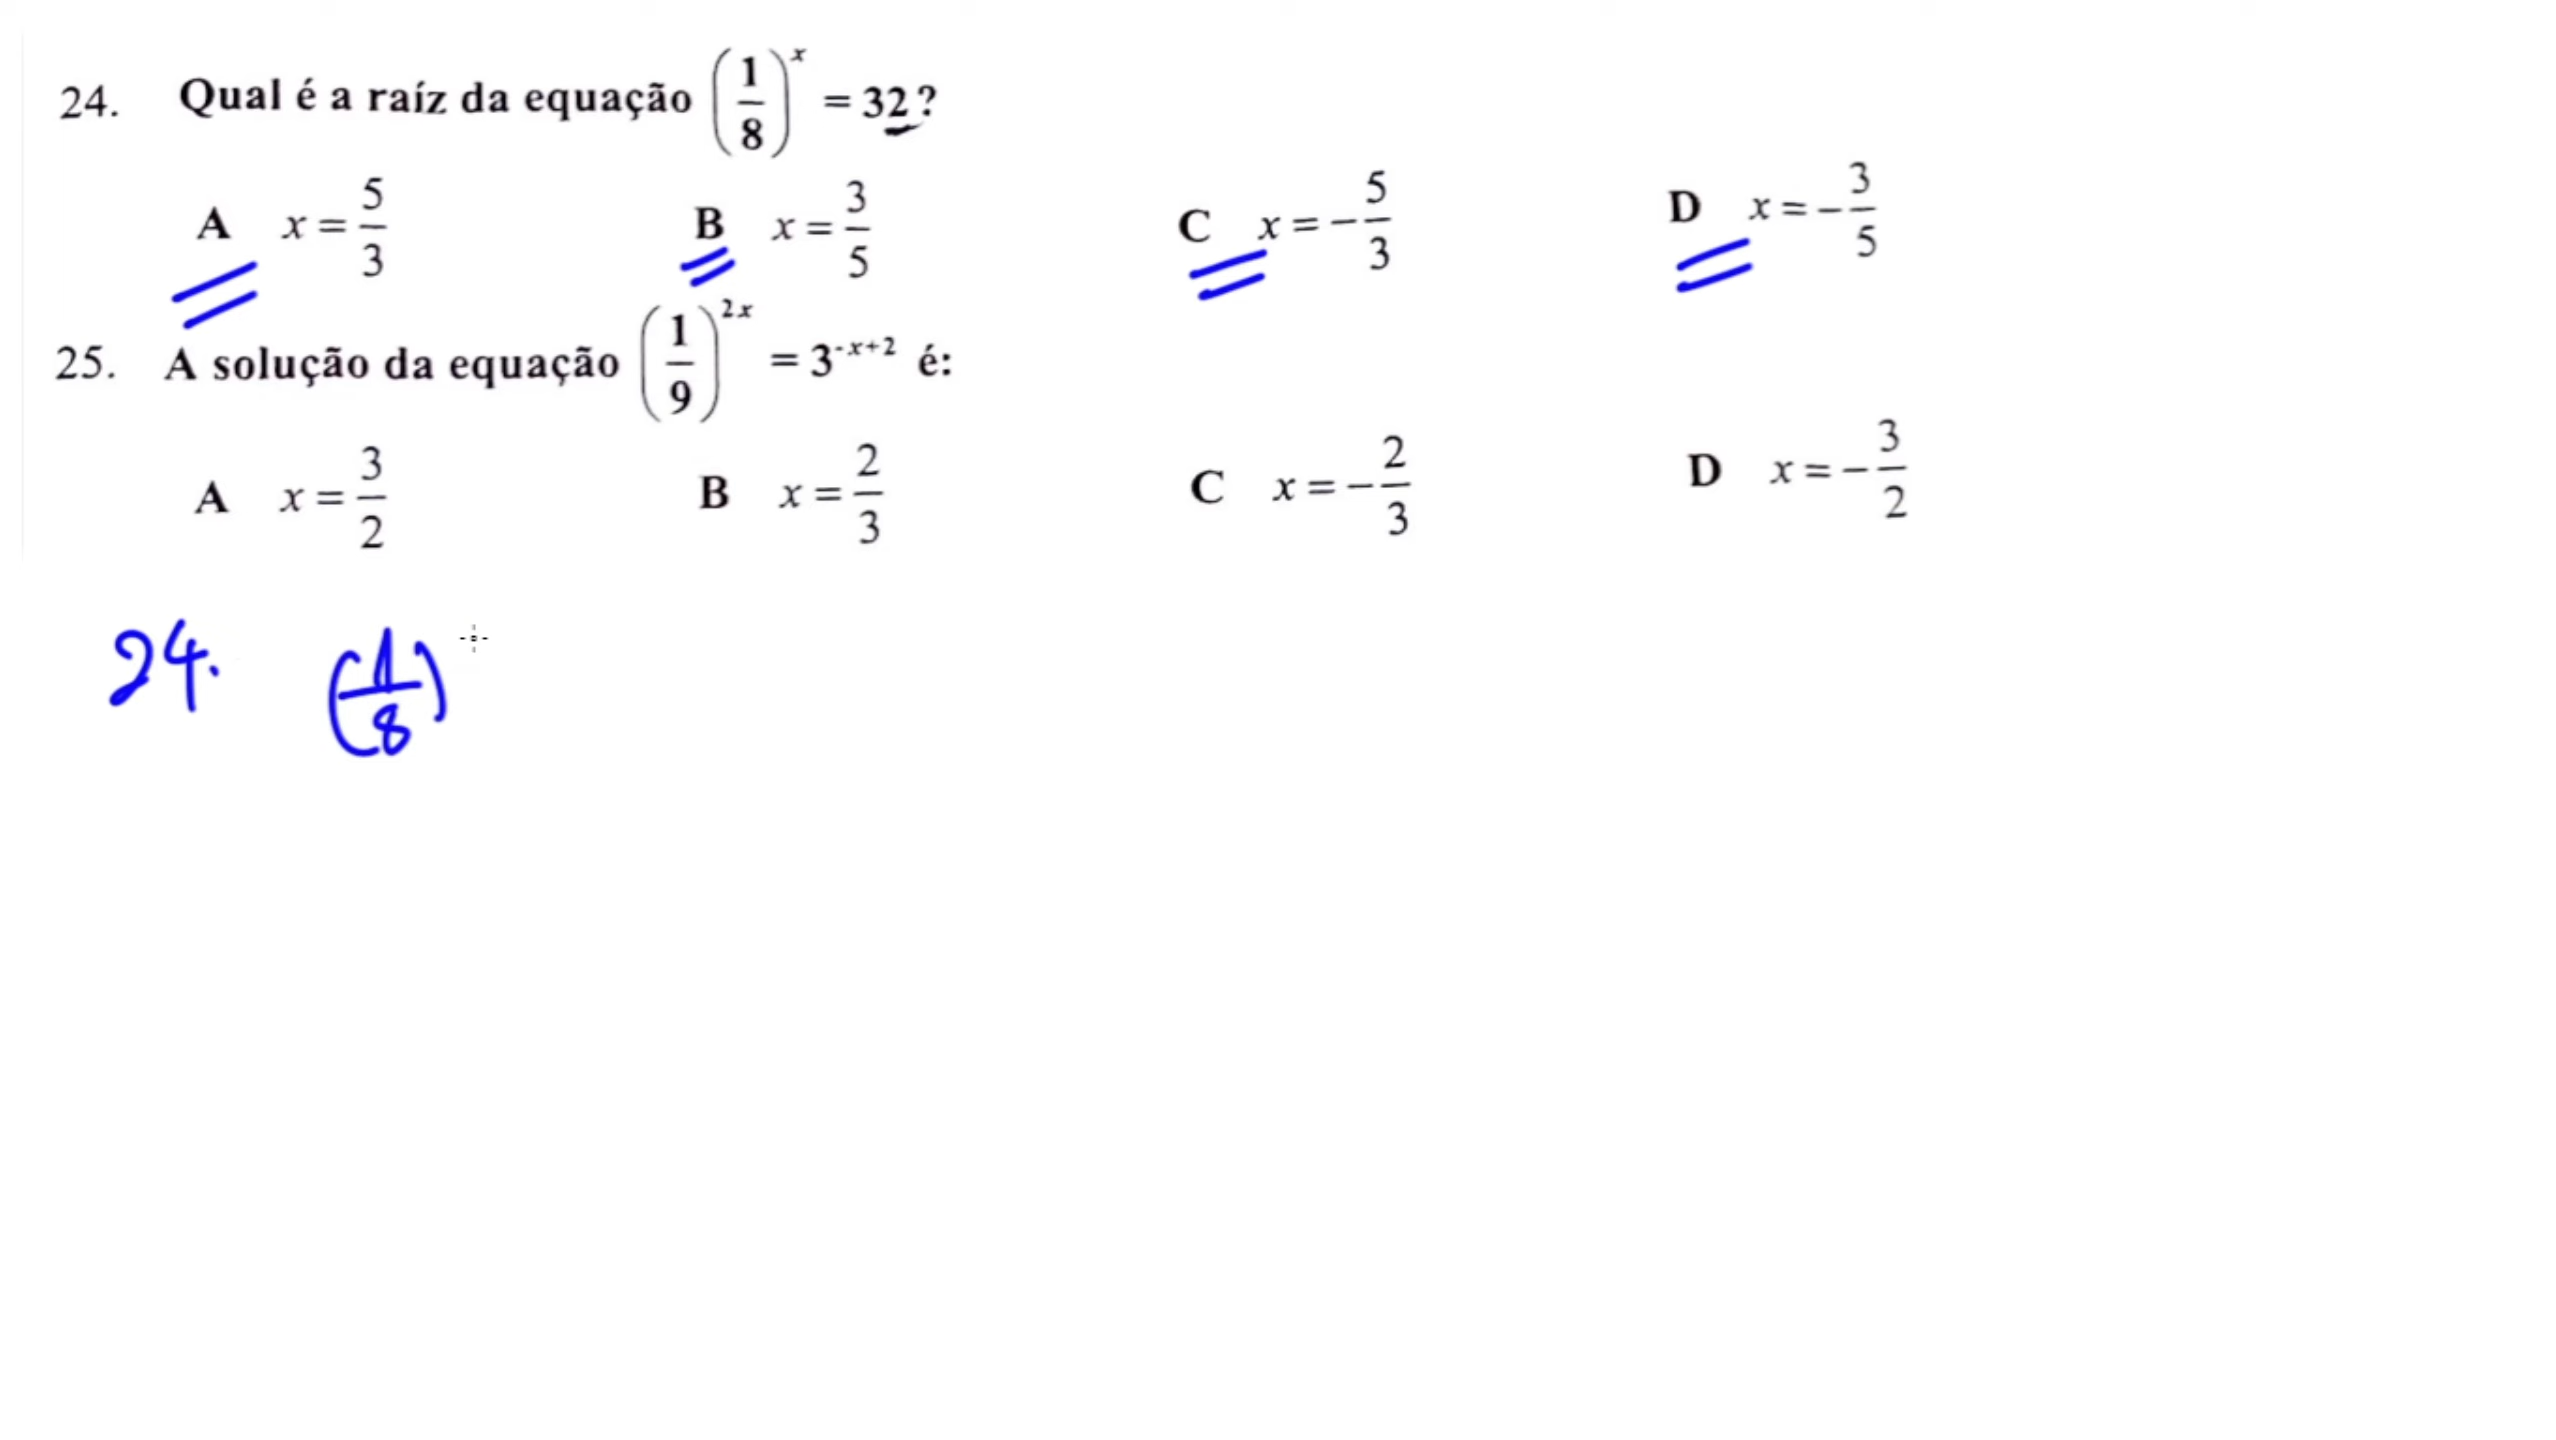 24. Qual é a raíz da equação (1/8)^x = 32?
A x = 5/3 B x = 3/5 C x = -5/3 D x = -3/5
25. A solução da equação (1/9)^2x = 3^-x+2 é:
A x = 3/2 B x = 2/3 C x = -2/3 D x = -3/2
24. (1/8)